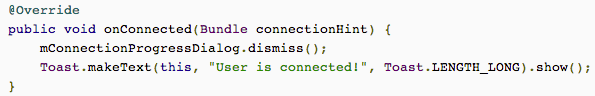 @Override
public void onConnected(Bundle connectionHint) {
    mConnectionProgressDialog.dismiss();
    Toast.makeText(this, "User is connected!", Toast.LENGTH_LONG).show();
}